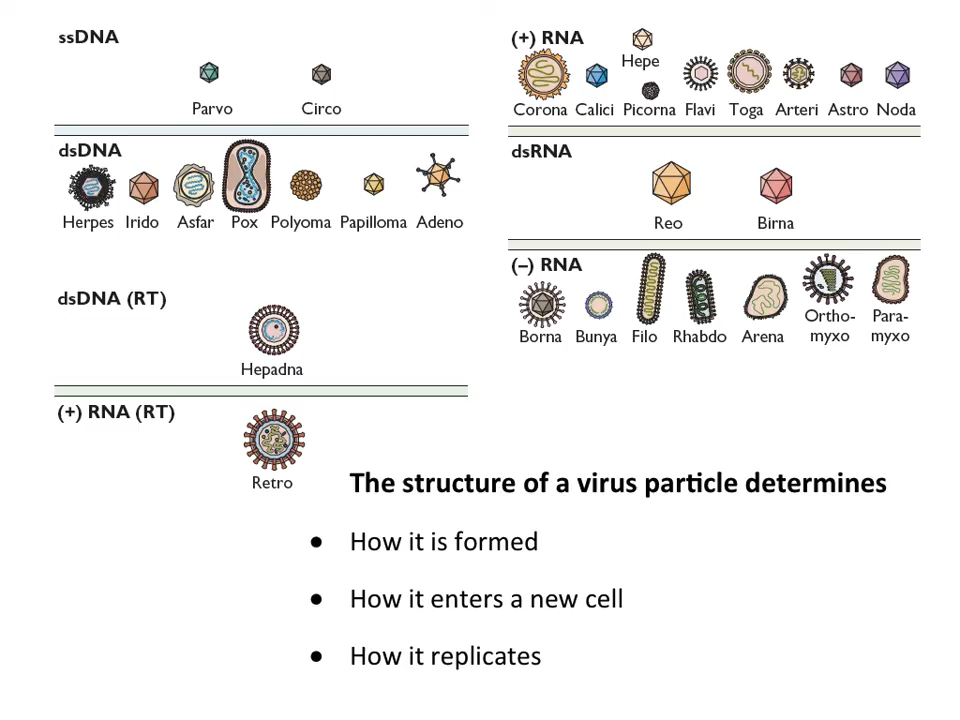 ssDNA
Parvo Circo
dsDNA
Herpes Irido Asfar Pox Polyoma Papilloma Adeno
dsDNA (RT)
Hepadna
(+) RNA (RT)
Retro
(+) RNA
Hepe
Corona Calici Picorna Flavi Toga Arteri Astro Noda
dsRNA
Reo Birna
(–) RNA
Borna Bunya Filo Rhabdo Arena Ortho- Para-
myxo myxo
The structure of a virus particle determines
• How it is formed
• How it enters a new cell
• How it replicates